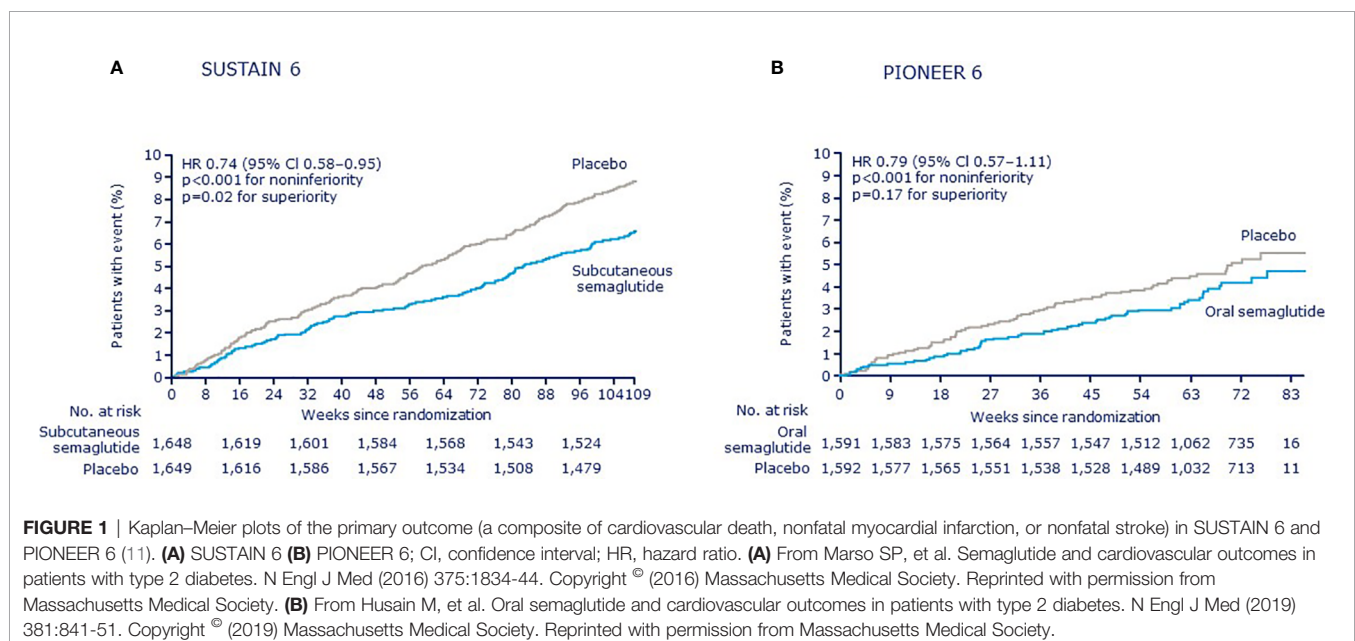 A SUSTAIN 6
10
9
8
7
6
5
4
3
2
1
0
Patients with event (%)
HR 0.74 (95% CI 0.58–0.95)
p<0.001 for noninferiority
p=0.02 for superiority
Placebo
Subcutaneous
semaglutide
0 8 16 24 32 40 48 56 64 72 80 88 96 104 109
Weeks since randomization
No. at risk
Subcutaneous
semaglutide 1,648 1,619 1,601 1,584 1,568 1,543 1,524
Placebo 1,649 1,616 1,586 1,567 1,534 1,508 1,479
B PIONEER 6
10
9
8
7
6
5
4
3
2
1
0
Patients with event (%)
HR 0.79 (95% CI 0.57–1.11)
p<0.001 for noninferiority
p=0.17 for superiority
Placebo
Oral semaglutide
0 9 18 27 36 45 54 63 72 83
Weeks since randomization
No. at risk
Oral
semaglutide 1,591 1,583 1,575 1,564 1,557 1,547 1,512 1,062 735 16
Placebo 1,592 1,577 1,565 1,551 1,538 1,528 1,489 1,032 713 11
FIGURE 1 | Kaplan–Meier plots of the primary outcome (a composite of cardiovascular death, nonfatal myocardial infarction, or nonfatal stroke) in SUSTAIN 6 and
PIONEER 6 (11). (A) SUSTAIN 6 (B) PIONEER 6; CI, confidence interval; HR, hazard ratio. (A) From Marso SP, et al. Semaglutide and cardiovascular outcomes in
patients with type 2 diabetes. N Engl J Med (2016) 375:1834-44. Copyright © (2016) Massachusetts Medical Society. Reprinted with permission from
Massachusetts Medical Society. (B) From Husain M, et al. Oral semaglutide and cardiovascular outcomes in patients with type 2 diabetes. N Engl J Med (2019)
381:841-51. Copyright © (2019) Massachusetts Medical Society. Reprinted with permission from Massachusetts Medical Society.